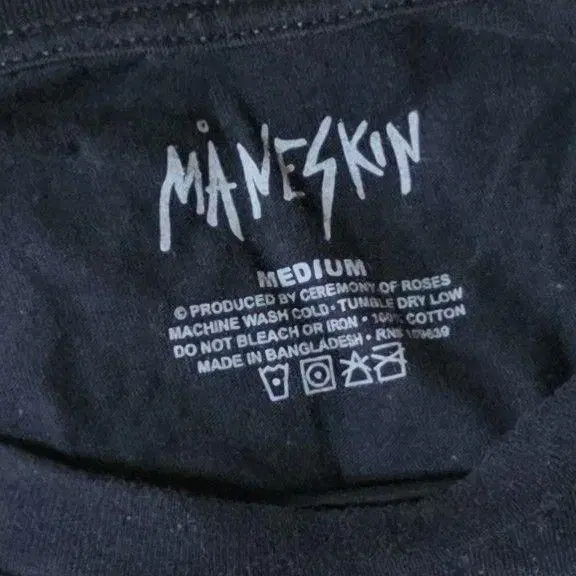 MÅNESKIN
MEDIUM
© PRODUCED BY CEREMONY OF ROSES
MACHINE WASH COLD • TUMBLE DRY LOW
DO NOT BLEACH OR IRON • 100% COTTON
MADE IN BANGLADESH • RN#